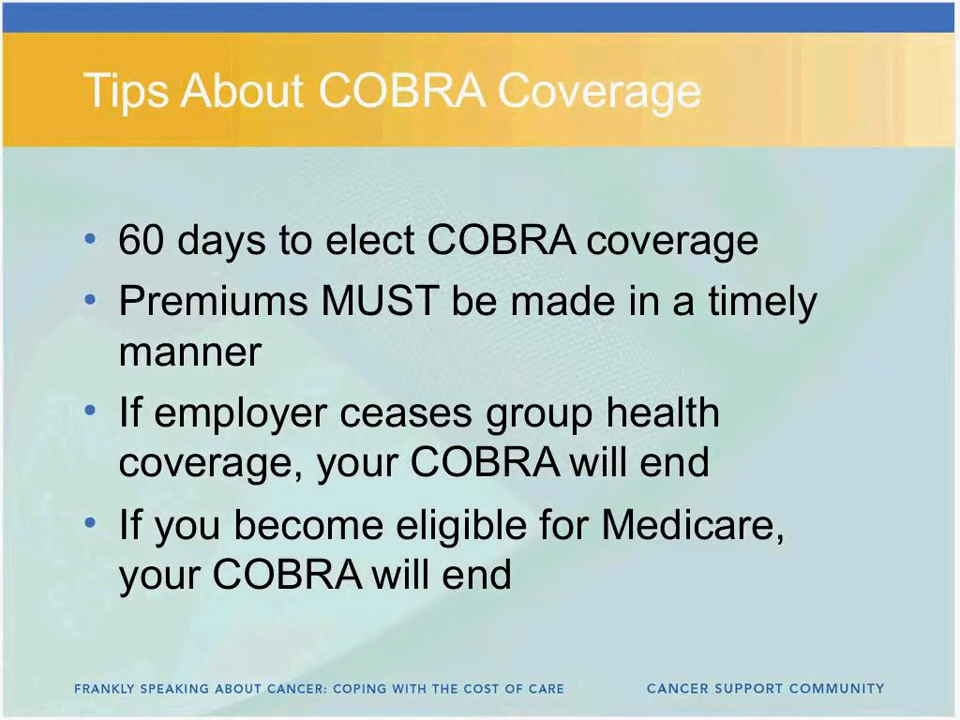 Tips About COBRA Coverage
• 60 days to elect COBRA coverage
• Premiums MUST be made in a timely
manner
• If employer ceases group health
coverage, your COBRA will end
• If you become eligible for Medicare,
your COBRA will end
FRANKLY SPEAKING ABOUT CANCER: COPING WITH THE COST OF CARE CANCER SUPPORT COMMUNITY